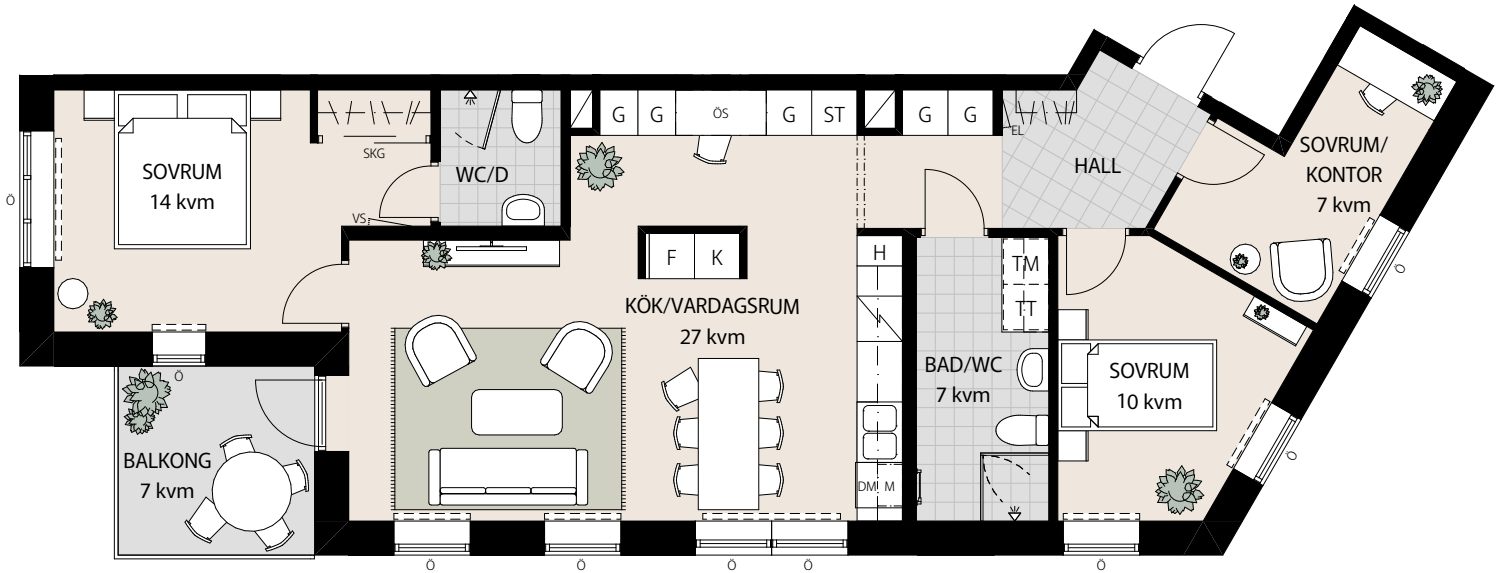 G G ÖS G ST G G
EL
SKG
SOVRUM
14 kvm
WC/D
HALL
SOVRUM/
KONTOR
7 kvm
Ö
VS
F K
H
TM
TT
KÖK/VARDAGSRUM
27 kvm
Ö
BAD/WC
7 kvm
SOVRUM
10 kvm
Ö
BALKONG
7 kvm
DM M
Ö
Ö Ö Ö Ö Ö